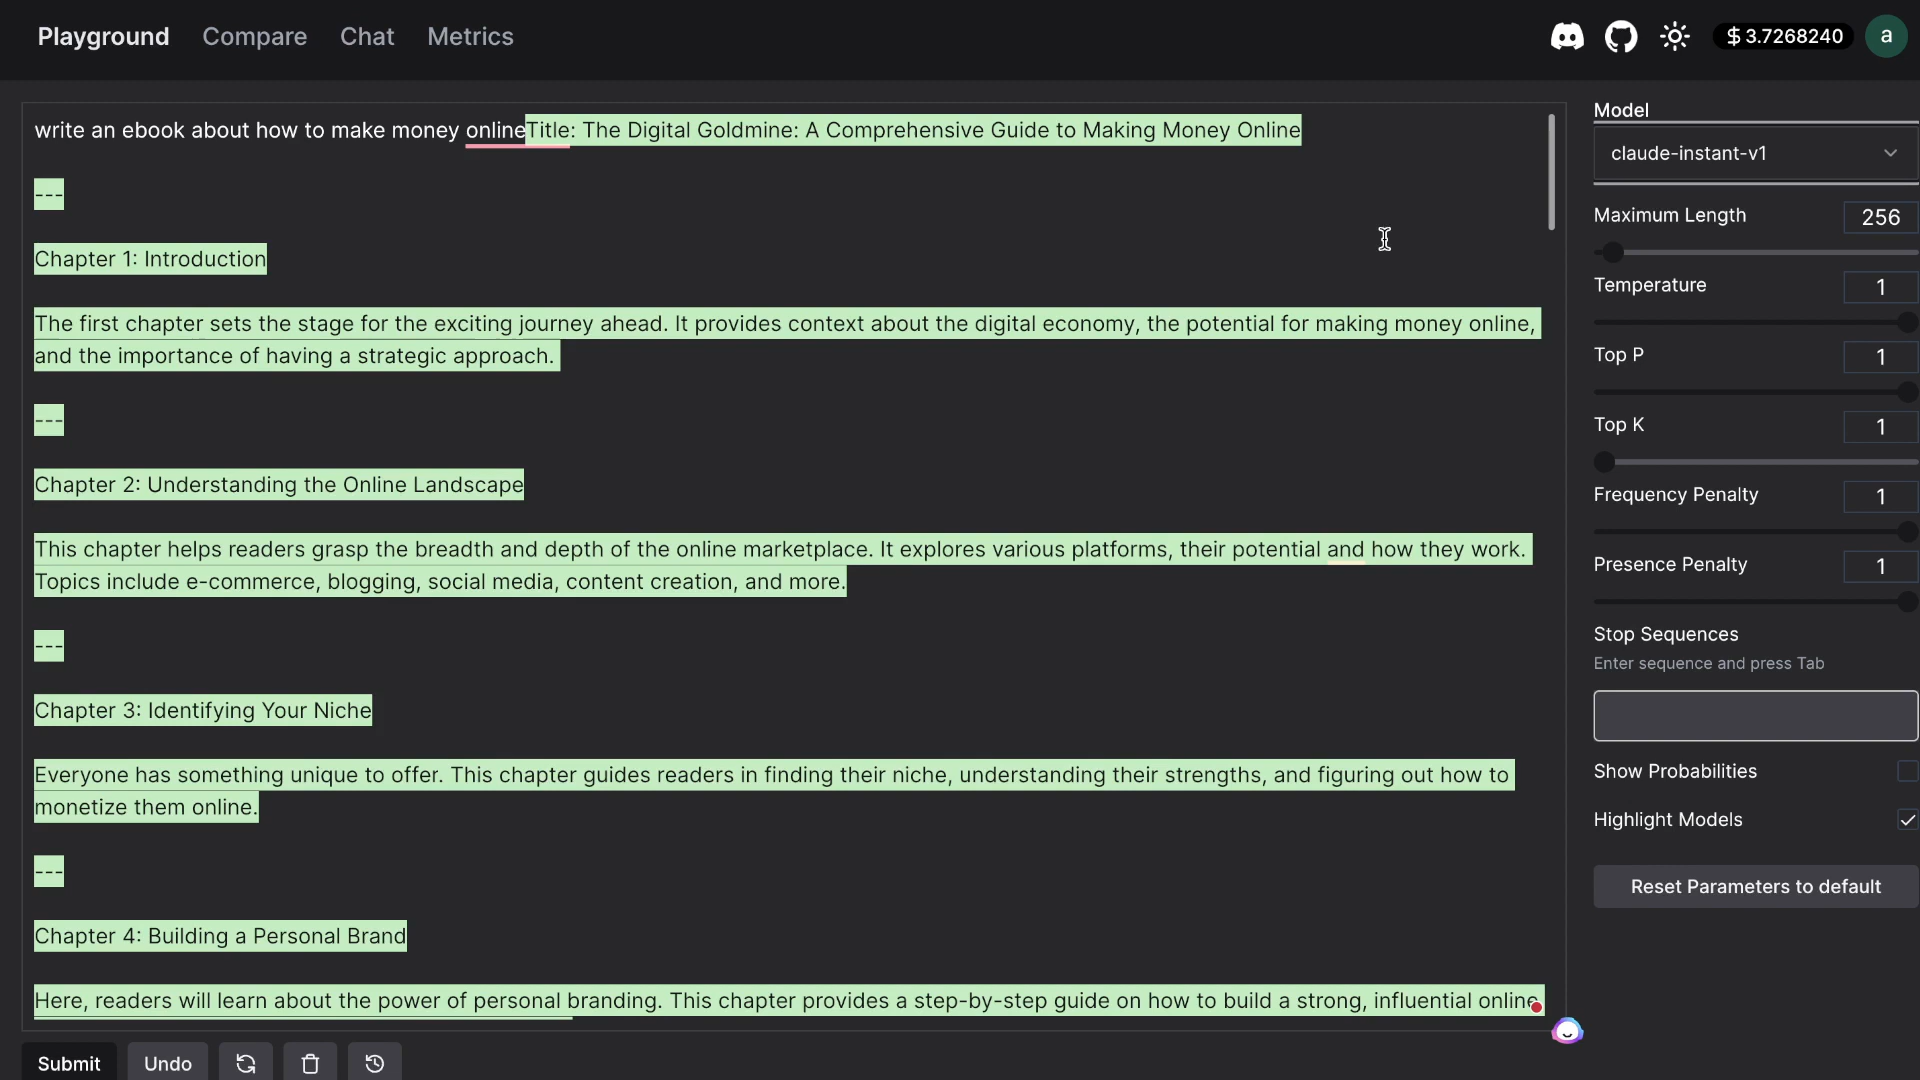 Playground Compare Chat Metrics $ 3.7268240 a
write an ebook about how to make money onlineTitle: The Digital Goldmine: A Comprehensive Guide to Making Money Online
---
Chapter 1: Introduction
The first chapter sets the stage for the exciting journey ahead. It provides context about the digital economy, the potential for making money online,
and the importance of having a strategic approach.
---
Chapter 2: Understanding the Online Landscape
This chapter helps readers grasp the breadth and depth of the online marketplace. It explores various platforms, their potential and how they work.
Topics include e-commerce, blogging, social media, content creation, and more.
---
Chapter 3: Identifying Your Niche
Everyone has something unique to offer. This chapter guides readers in finding their niche, understanding their strengths, and figuring out how to
monetize them online.
---
Chapter 4: Building a Personal Brand
Here, readers will learn about the power of personal branding. This chapter provides a step-by-step guide on how to build a strong, influential online
Submit Undo
Model
claude-instant-v1
Maximum Length 256
Temperature 1
Top P 1
Top K 1
Frequency Penalty 1
Presence Penalty 1
Stop Sequences
Enter sequence and press Tab
Show Probabilities
Highlight Models
Reset Parameters to default